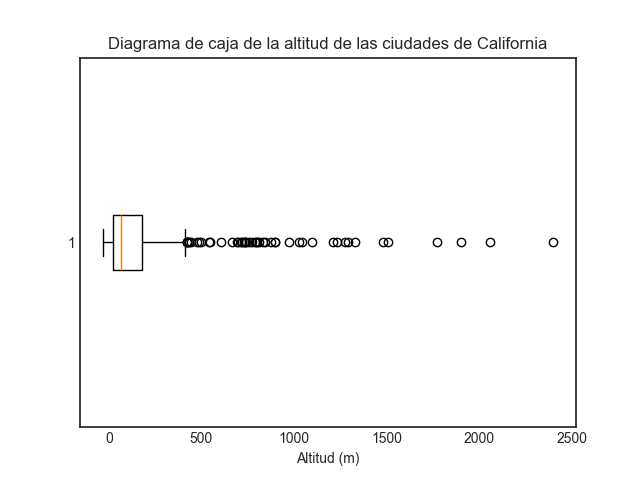 Diagrama de caja de la altitud de las ciudades de California
1
0 500 1000 1500 2000 2500
Altitud (m)